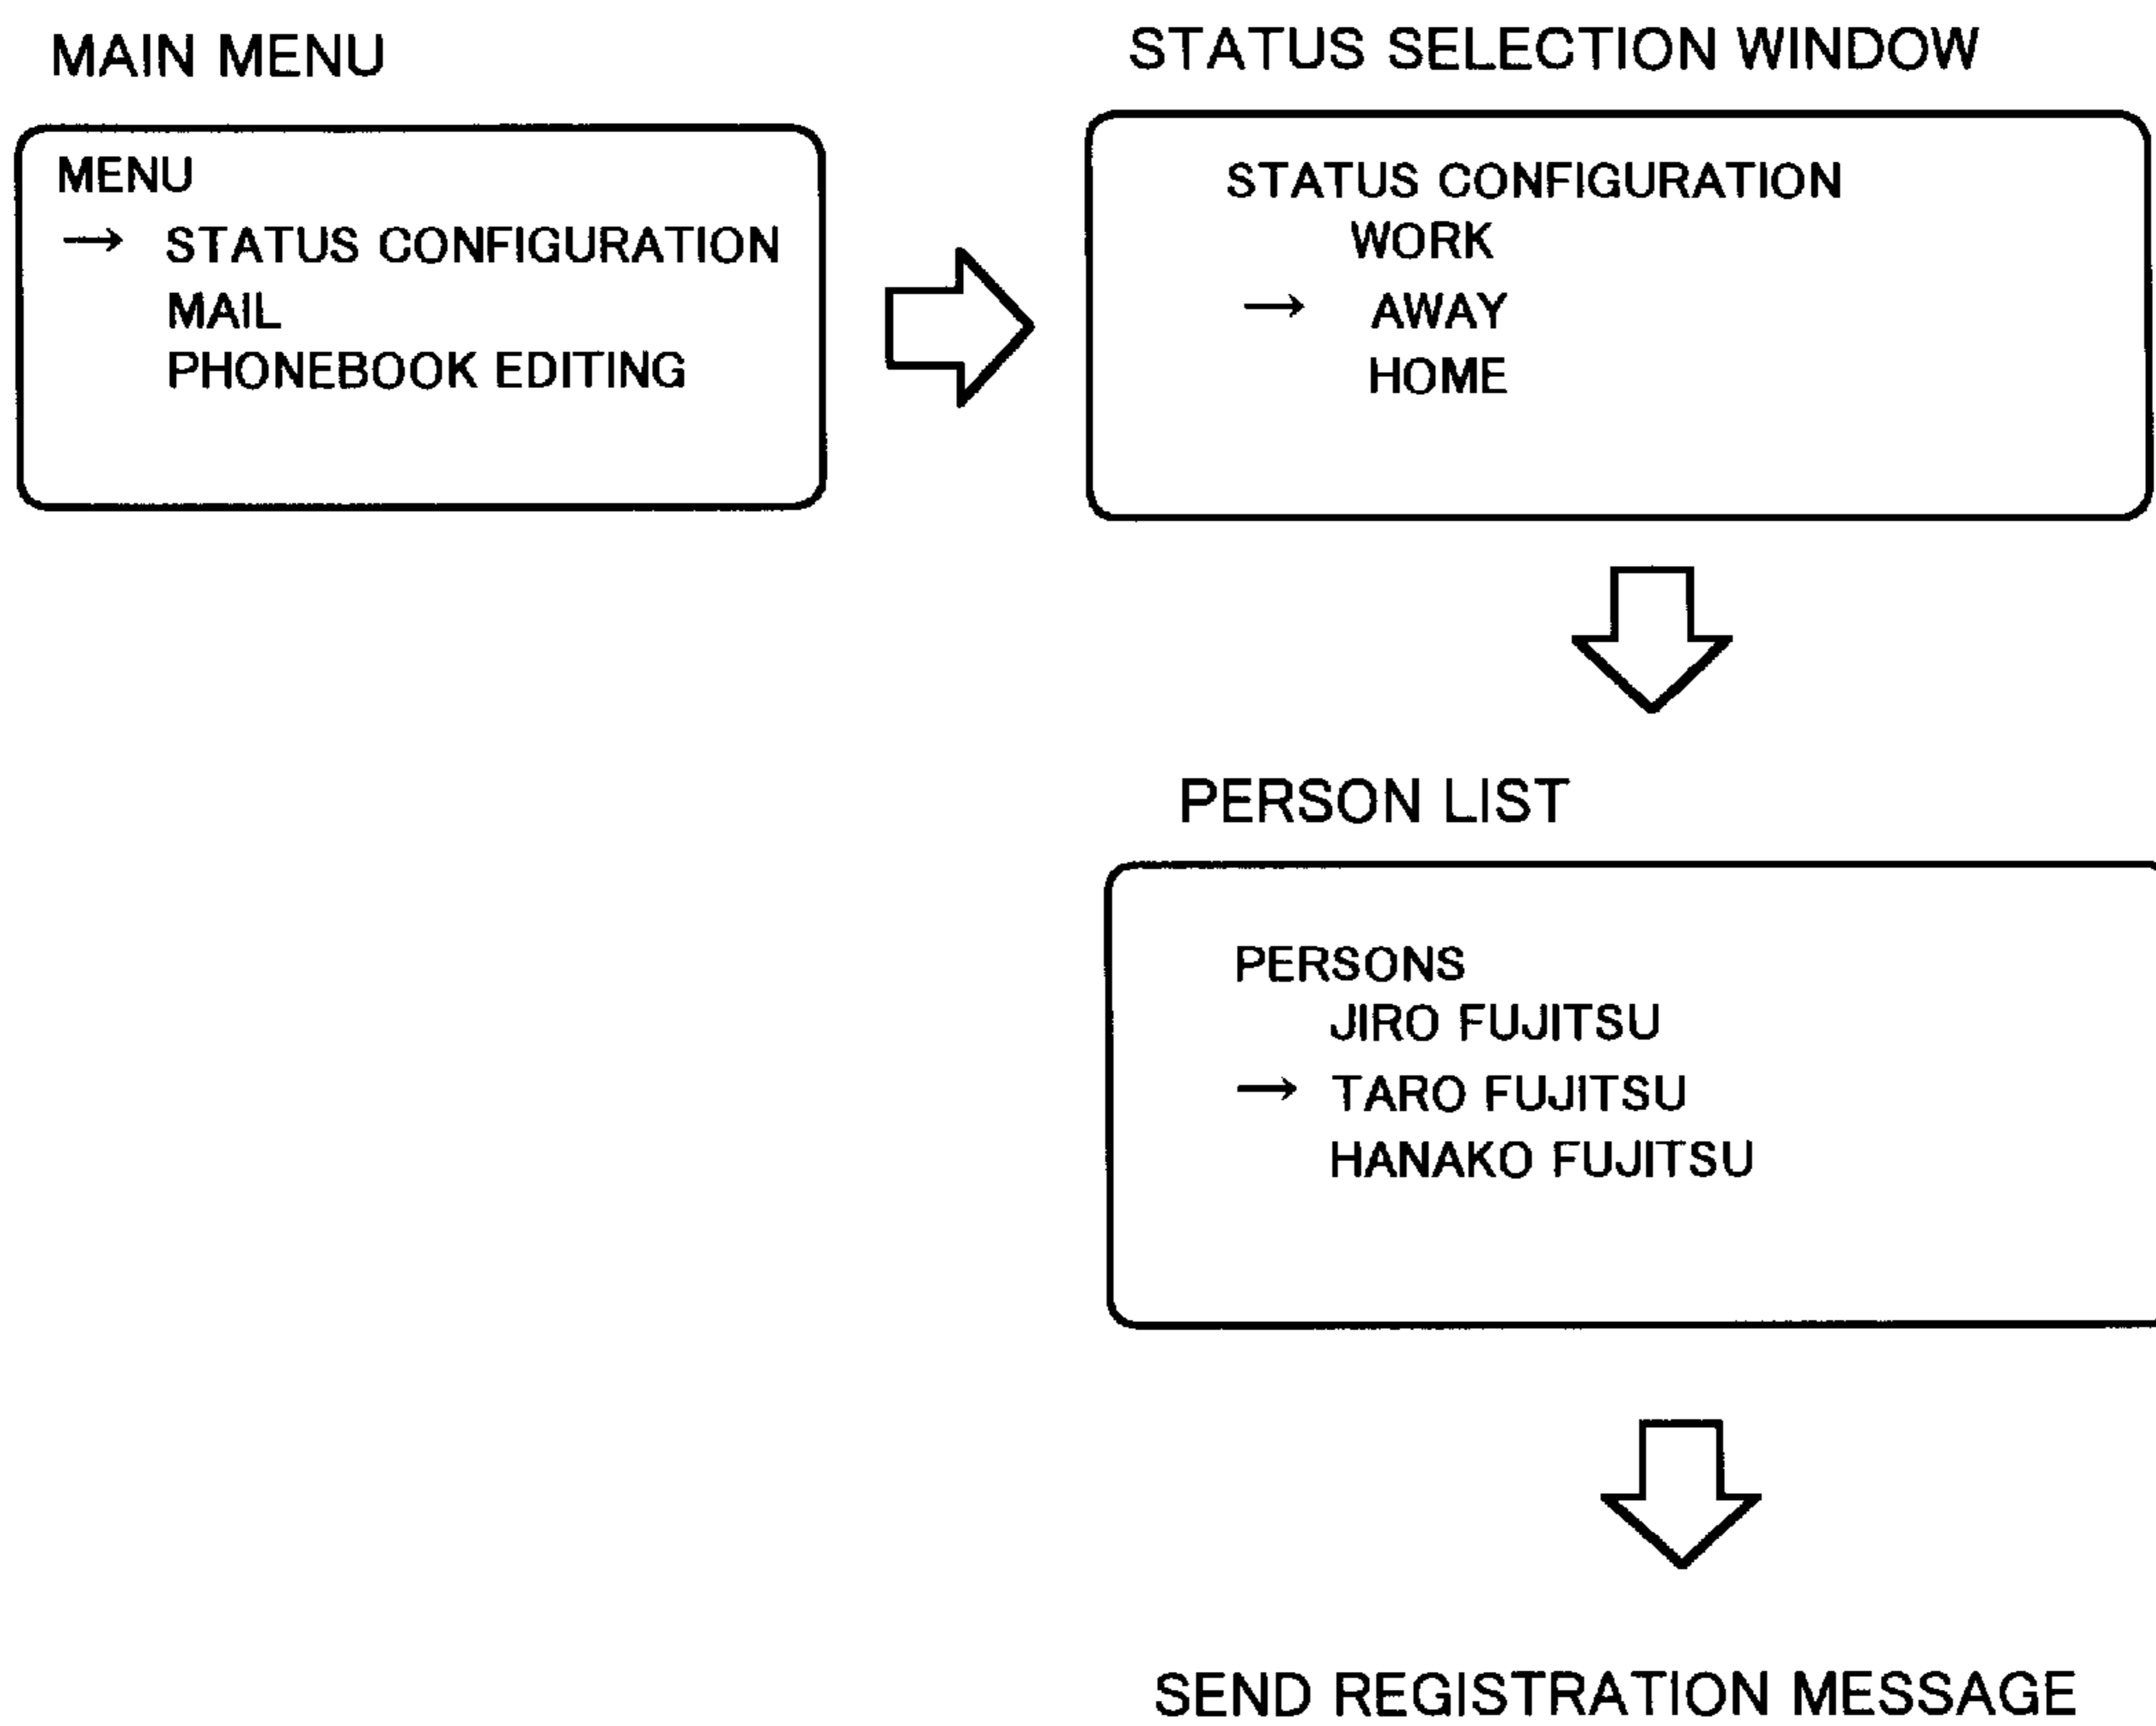 MAIN MENU
MENU
→ STATUS CONFIGURATION
MAIL
PHONEBOOK EDITING
STATUS SELECTION WINDOW
STATUS CONFIGURATION
WORK
→ AWAY
HOME
PERSON LIST
PERSONS
JIRO FUJITSU
→ TARO FUJITSU
HANAKO FUJITSU
SEND REGISTRATION MESSAGE